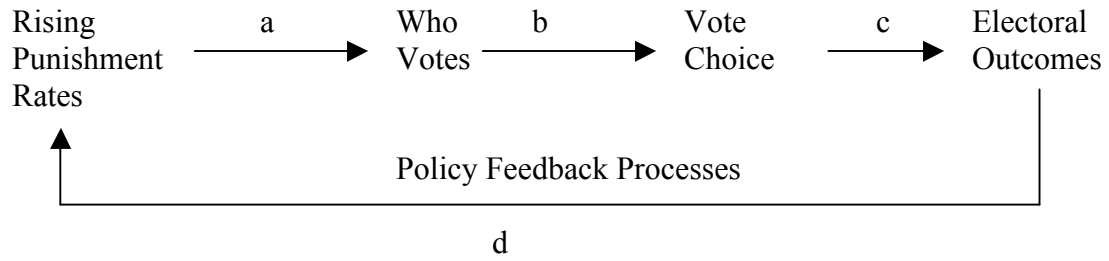 Rising Punishment Rates
a
Who Votes
b
Vote Choice
c
Electoral Outcomes
Policy Feedback Processes
d